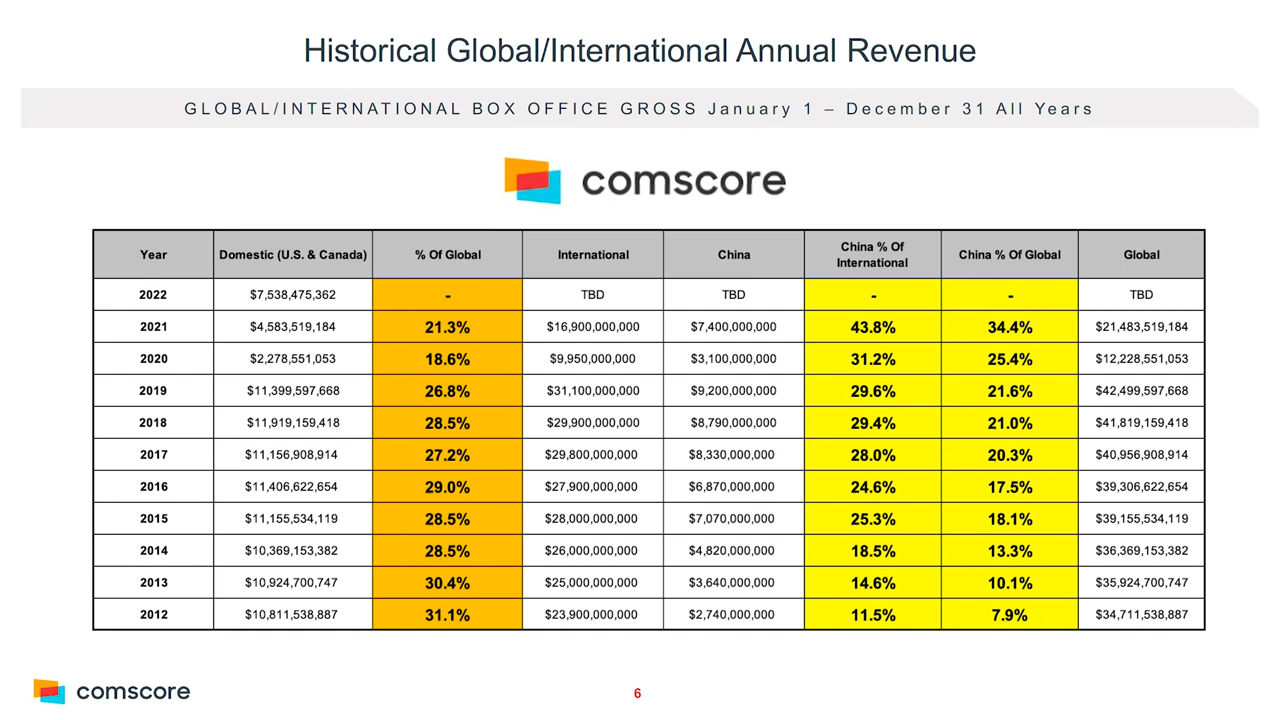 Historical Global/International Annual Revenue
GLOBAL/INTERNATIONAL BOX OFFICE GROSS January 1 – December 31 All Years
comscore
Year Domestic (U.S. & Canada) % Of Global International China China % Of International China % Of Global Global
2022 $7,538,475,362 - TBD TBD - - TBD
2021 $4,583,519,184 21.3% $16,900,000,000 $7,400,000,000 43.8% 34.4% $21,483,519,184
2020 $2,278,551,053 18.6% $9,950,000,000 $3,100,000,000 31.2% 25.4% $12,228,551,053
2019 $11,399,597,668 26.8% $31,100,000,000 $9,200,000,000 29.6% 21.6% $42,499,597,668
2018 $11,919,159,418 28.5% $29,900,000,000 $8,790,000,000 29.4% 21.0% $41,819,159,418
2017 $11,156,908,914 27.2% $29,800,000,000 $8,330,000,000 28.0% 20.3% $40,956,908,914
2016 $11,406,622,654 29.0% $27,900,000,000 $6,870,000,000 24.6% 17.5% $39,306,622,654
2015 $11,155,534,119 28.5% $28,000,000,000 $7,070,000,000 25.3% 18.1% $39,155,534,119
2014 $10,369,153,382 28.5% $26,000,000,000 $4,820,000,000 18.5% 13.3% $36,369,153,382
2013 $10,924,700,747 30.4% $25,000,000,000 $3,640,000,000 14.6% 10.1% $35,924,700,747
2012 $10,811,538,887 31.1% $23,900,000,000 $2,740,000,000 11.5% 7.9% $34,711,538,887
comscore
6